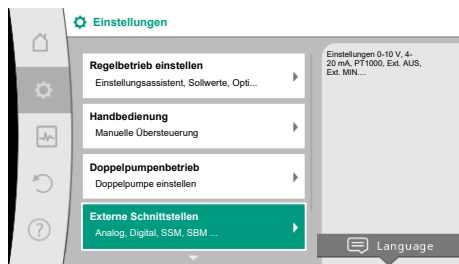 Einstellungen
Regelbetrieb einstellen
Einstellungsassistent, Sollwerte, Opti...
Handbedienung
Manuelle Übersteuerung
Doppelpumpenbetrieb
Doppelpumpe einstellen
Externe Schnittstellen
Analog, Digital, SSM, SBM ...
Einstellungen 0-10 V, 4-
20 mA, PT1000, Ext. AUS,
Ext. MIN....
Language